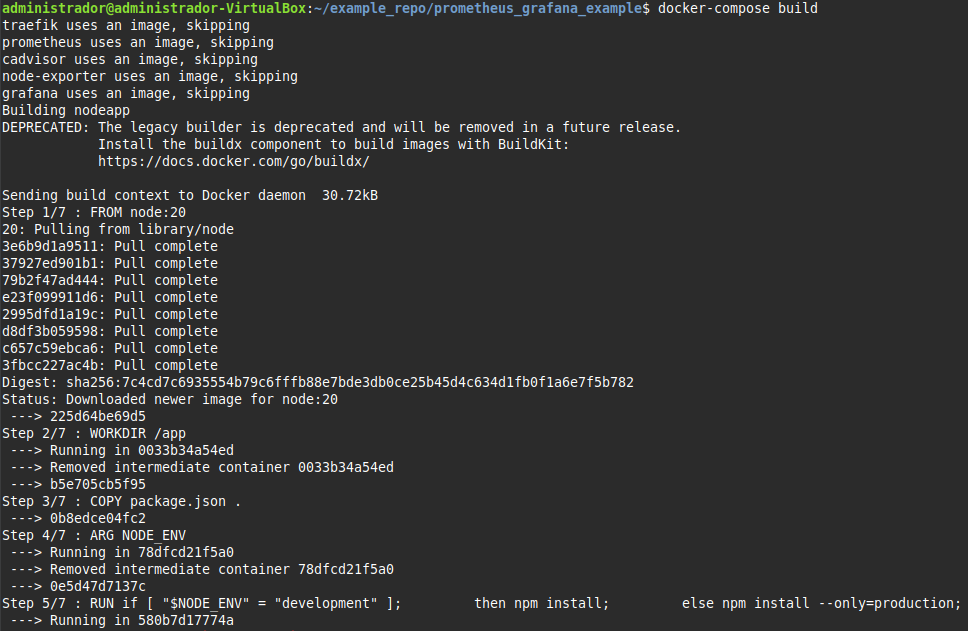 administrador@administrador-VirtualBox:~/example_repo/prometheus_grafana_example$ docker-compose build
traefik uses an image, skipping
prometheus uses an image, skipping
cadvisor uses an image, skipping
node-exporter uses an image, skipping
grafana uses an image, skipping
Building nodeapp
DEPRECATED: The legacy builder is deprecated and will be removed in a future release.
            Install the buildx component to build images with BuildKit:
            https://docs.docker.com/go/buildx/

Sending build context to Docker daemon  30.72kB
Step 1/7 : FROM node:20
20: Pulling from library/node
3e6b9d1a9511: Pull complete
37927ed901b1: Pull complete
79b2f47ad444: Pull complete
e23f099911d6: Pull complete
2995dfd1a19c: Pull complete
d8df3b059598: Pull complete
c657c59ebca6: Pull complete
3fbcc227ac4b: Pull complete
Digest: sha256:7c4cd7c6935554b79c6fffb88e7bde3db0ce25b45d4c634d1fb0f1a6e7f5b782
Status: Downloaded newer image for node:20
 ---> 225d64be69d5
Step 2/7 : WORKDIR /app
 ---> Running in 0033b34a54ed
 ---> Removed intermediate container 0033b34a54ed
 ---> b5e705cb5f95
Step 3/7 : COPY package.json .
 ---> 0b8edce04fc2
Step 4/7 : ARG NODE_ENV
 ---> Running in 78dfcd21f5a0
 ---> Removed intermediate container 78dfcd21f5a0
 ---> 0e5d47d7137c
Step 5/7 : RUN if [ "$NODE_ENV" = "development" ];         then npm install;         else npm install --only=production;
 ---> Running in 580b7d17774a